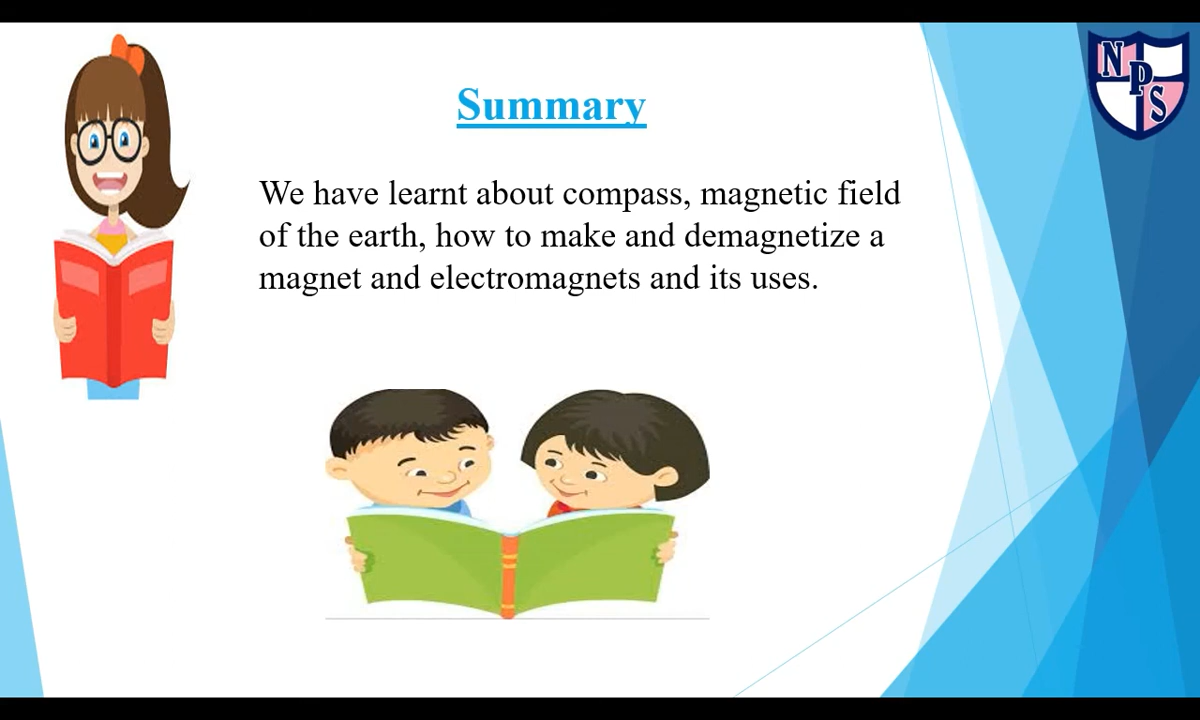 NPS
Summary
We have learnt about compass, magnetic field
of the earth, how to make and demagnetize a
magnet and electromagnets and its uses.